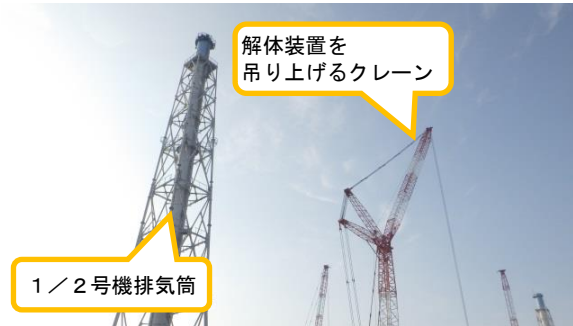 解体装置を
吊り上げるクレーン
１／２号機排気筒